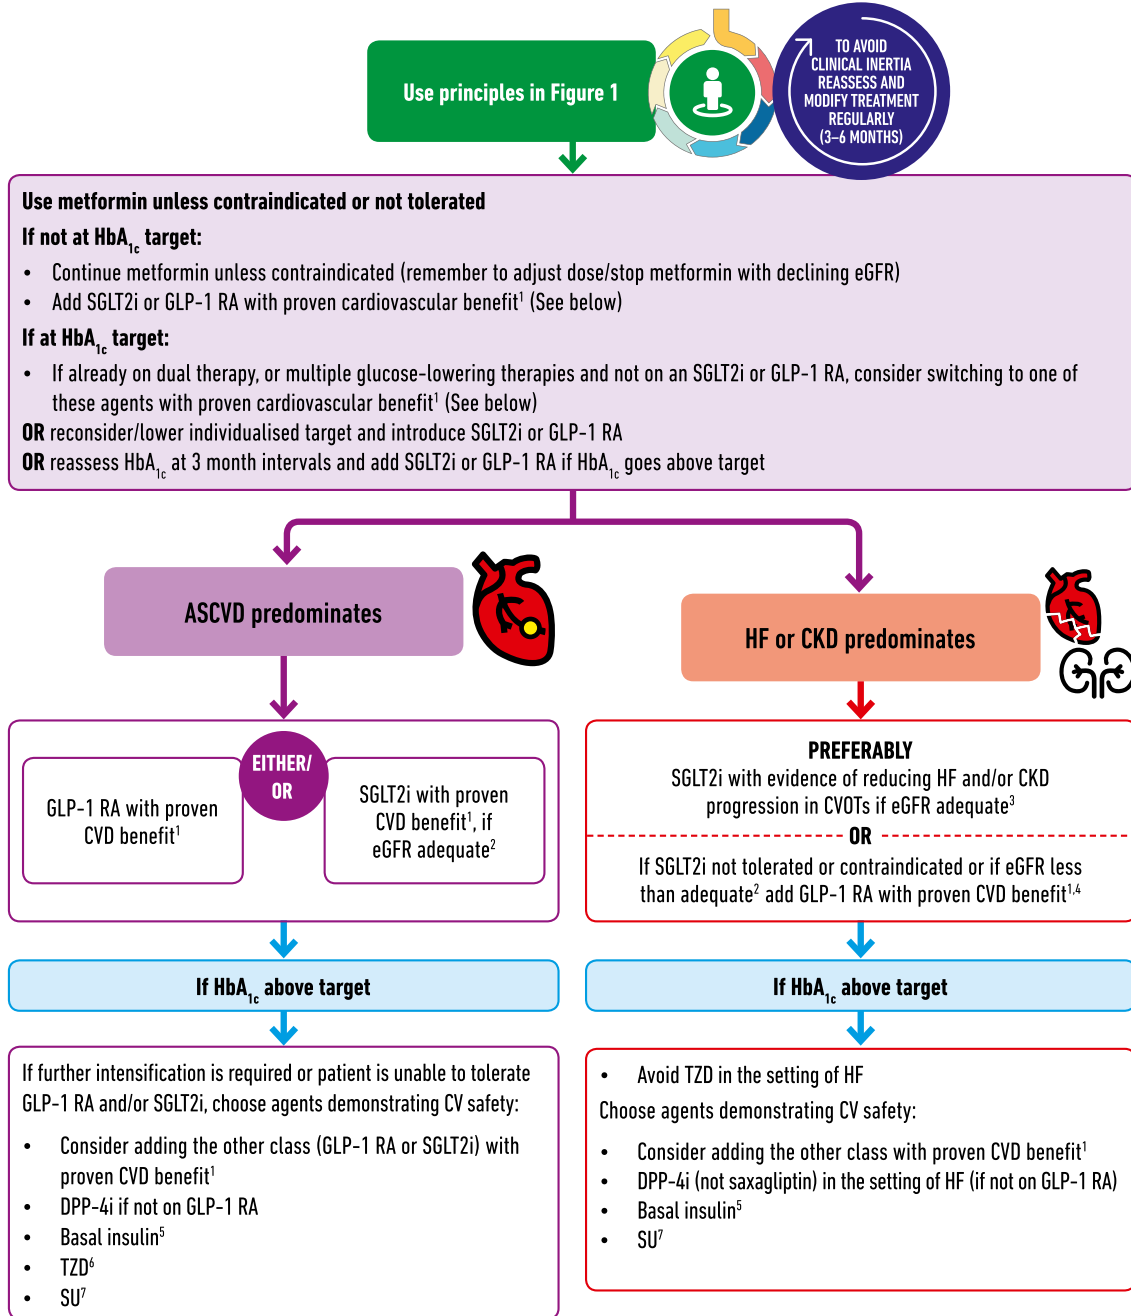 Use principles in Figure 1
TO AVOID
CLINICAL INERTIA
REASSESS AND
MODIFY TREATMENT
REGULARLY
(3–6 MONTHS)
Use metformin unless contraindicated or not tolerated
If not at HbA1c target:
• Continue metformin unless contraindicated (remember to adjust dose/stop metformin with declining eGFR)
• Add SGLT2i or GLP-1 RA with proven cardiovascular benefit1 (See below)
If at HbA1c target:
• If already on dual therapy, or multiple glucose-lowering therapies and not on an SGLT2i or GLP-1 RA, consider switching to one of
these agents with proven cardiovascular benefit1 (See below)
OR reconsider/lower individualised target and introduce SGLT2i or GLP-1 RA
OR reassess HbA1c at 3 month intervals and add SGLT2i or GLP-1 RA if HbA1c goes above target
ASCVD predominates
HF or CKD predominates
GLP-1 RA with proven
CVD benefit1
EITHER/
OR
SGLT2i with proven
CVD benefit1, if
eGFR adequate2
PREFERABLY
SGLT2i with evidence of reducing HF and/or CKD
progression in CVOTs if eGFR adequate3
OR
If SGLT2i not tolerated or contraindicated or if eGFR less
than adequate2 add GLP-1 RA with proven CVD benefit1,4
If HbA1c above target
If HbA1c above target
If further intensification is required or patient is unable to tolerate
GLP-1 RA and/or SGLT2i, choose agents demonstrating CV safety:
• Consider adding the other class (GLP-1 RA or SGLT2i) with
proven CVD benefit1
• DPP-4i if not on GLP-1 RA
• Basal insulin5
• TZD6
• SU7
• Avoid TZD in the setting of HF
Choose agents demonstrating CV safety:
• Consider adding the other class with proven CVD benefit1
• DPP-4i (not saxagliptin) in the setting of HF (if not on GLP-1 RA)
• Basal insulin5
• SU7